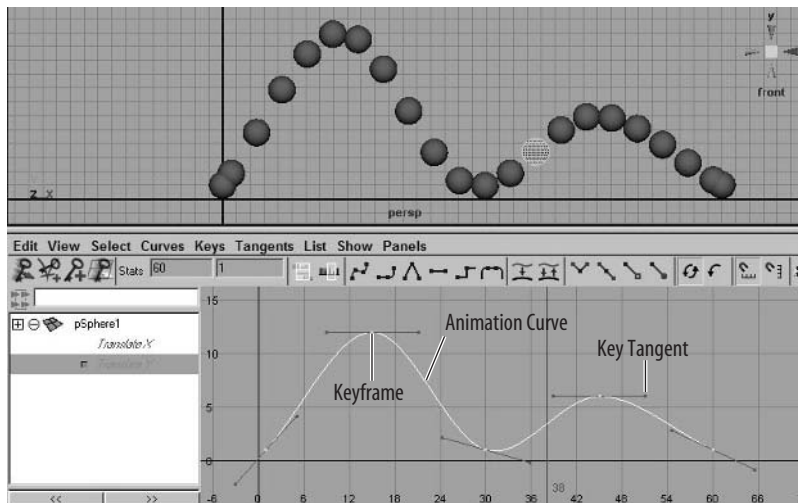 y
front
z x
persp
Edit View Select Curves Keys Tangents List Show Panels
Stats 60 1
pSphere1
Translate X
Translate Y
15
10
5
0
Animation Curve
Keyframe
Key Tangent
<< >>
-6 0 6 12 18 24 30 36 38 42 48 54 60 66 72